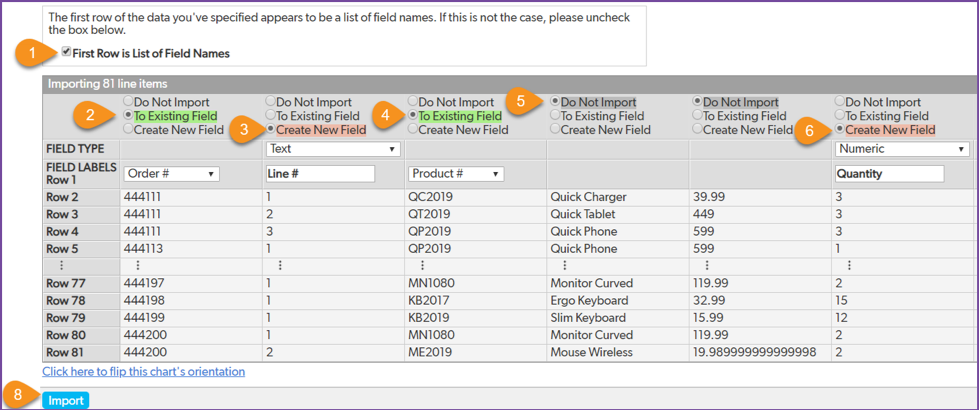 The first row of the data you've specified appears to be a list of field names. If this is not the case, please uncheck
the box below.
1 First Row is List of Field Names
Importing 81 line items
Do Not Import Do Not Import Do Not Import 5 Do Not Import Do Not Import Do Not Import
2 To Existing Field To Existing Field 4 To Existing Field To Existing Field To Existing Field To Existing Field
Create New Field 3 Create New Field Create New Field Create New Field Create New Field 6 Create New Field
FIELD TYPE Text Numeric
FIELD LABELS
Row 1 Order # Line # Product # Quantity
Row 2 444111 1 QC2019 Quick Charger 39.99 3
Row 3 444111 2 QT2019 Quick Tablet 449 3
Row 4 444111 3 QP2019 Quick Phone 599 3
Row 5 444113 1 QP2019 Quick Phone 599 1
⋮ ⋮ ⋮ ⋮ ⋮ ⋮ ⋮
Row 77 444197 1 MN1080 Monitor Curved 119.99 2
Row 78 444198 1 KB2017 Ergo Keyboard 32.99 15
Row 79 444199 1 KB2019 Slim Keyboard 15.99 12
Row 80 444200 1 MN1080 Monitor Curved 119.99 2
Row 81 444200 2 ME2019 Mouse Wireless 19.989999999999998 2
Click here to flip this chart's orientation
8 Import